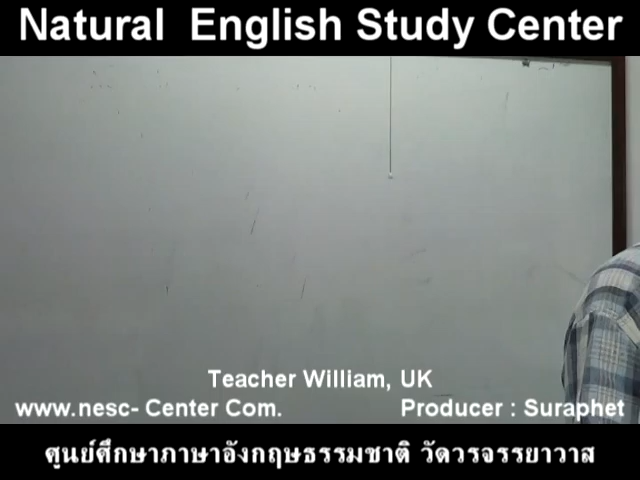 Natural English Study Center
Teacher William, UK
www.nesc- Center Com. Producer : Suraphet
ศูนย์ศึกษาภาษาอังกฤษธรรมชาติ วัดวรจรรยาวาส